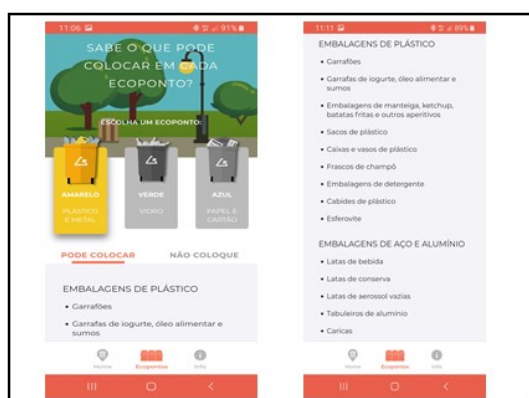 11:06
91%
SABE O QUE PODE
COLOCAR EM CADA
ECOPONTO?
ESCOLHA UM ECOPONTO:
AMARELO
PLÁSTICO
E METAL
VERDE
VIDRO
AZUL
PAPEL E
CARTÃO
PODE COLOCAR
NÃO COLOQUE
EMBALAGENS DE PLÁSTICO
• Garrafões
• Garrafas de iogurte, óleo alimentar e
sumos
Home
Ecopontos
Info
11:11
89%
EMBALAGENS DE PLÁSTICO
• Garrafões
• Garrafas de iogurte, óleo alimentar e
sumos
• Embalagens de manteiga, ketchup,
batatas fritas e outros aperitivos
• Sacos de plástico
• Caixas e vasos de plástico
• Frascos de champô
• Embalagens de detergente
• Cabides de plástico
• Esferovite
EMBALAGENS DE AÇO E ALUMÍNIO
• Latas de bebida
• Latas de conserva
• Latas de aerossol vazias
• Tabuleiros de alumínio
• Caricas
Home
Ecopontos
Info